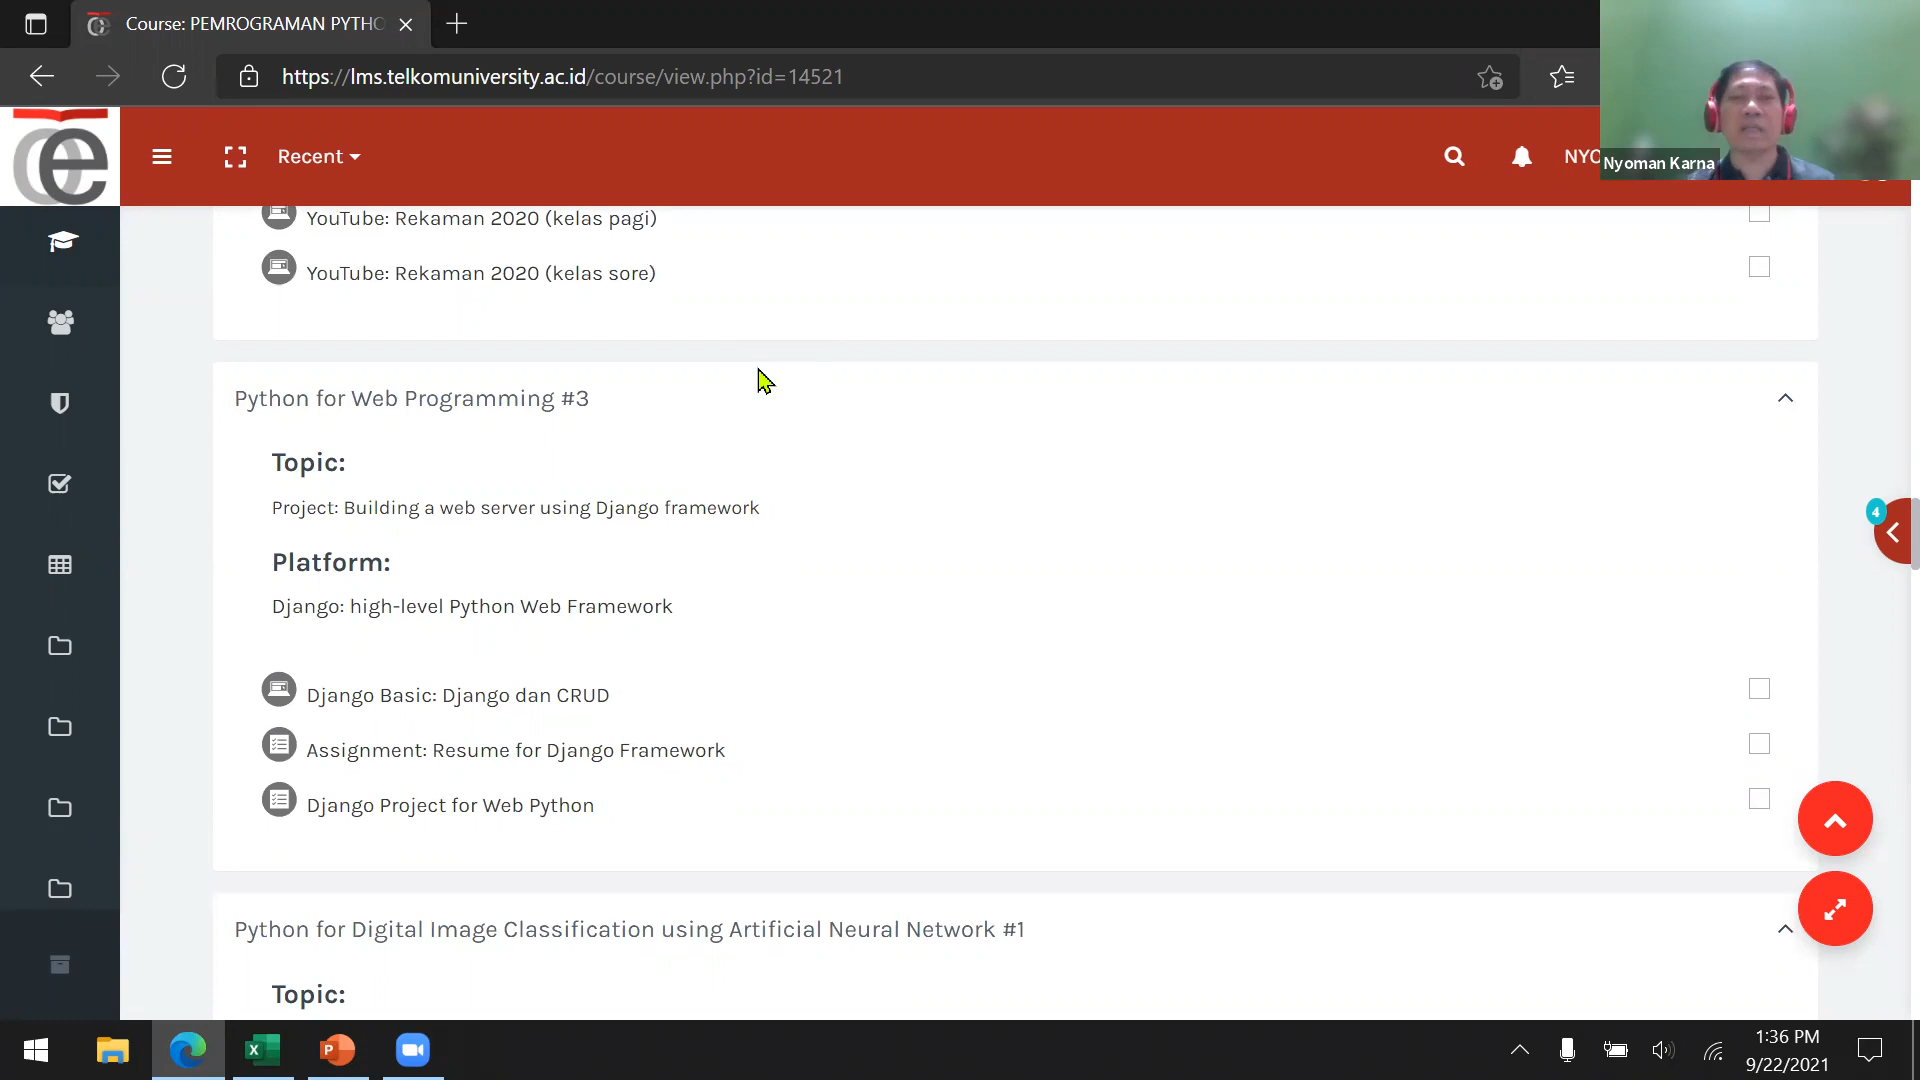 Course: PEMROGRAMAN PYTHO
https://lms.telkomuniversity.ac.id/course/view.php?id=14521
Recent
NYO
Nyoman Karna
YouTube: Rekaman 2020 (kelas pagi)
YouTube: Rekaman 2020 (kelas sore)
Python for Web Programming #3
Topic:
Project: Building a web server using Django framework
Platform:
Django: high-level Python Web Framework
4
Django Basic: Django dan CRUD
Assignment: Resume for Django Framework
Django Project for Web Python
Python for Digital Image Classification using Artificial Neural Network #1
Topic:
1:36 PM
9/22/2021